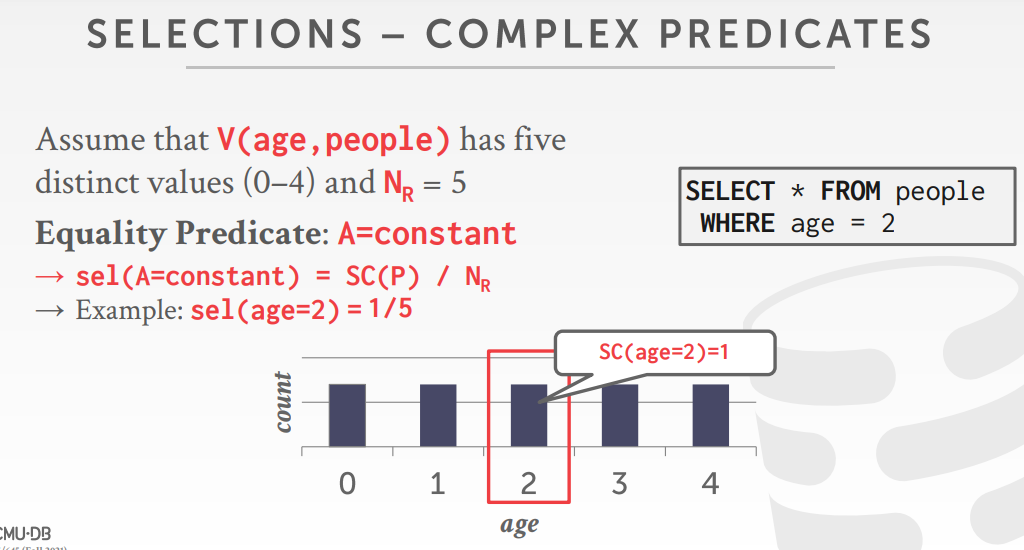 SELECTIONS – COMPLEX PREDICATES
Assume that V(age,people) has five
distinct values (0–4) and N_R = 5
SELECT * FROM people
WHERE age = 2
Equality Predicate: A=constant
→ sel(A=constant) = SC(P) / N_R
→ Example: sel(age=2) = 1/5
SC(age=2)=1
count
0 1 2 3 4
age
CMU·DB